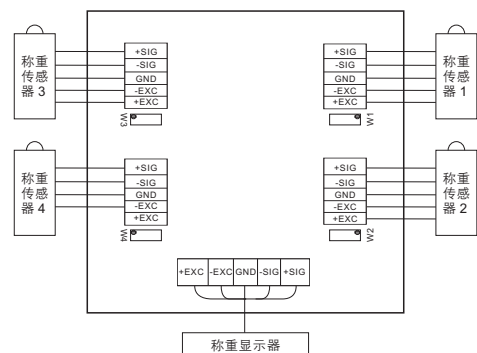 称重
传感
器 3
+SIG
-SIG
GND
-EXC
+EXC
W3
+SIG
-SIG
GND
-EXC
+EXC
W1
称重
传感
器 1
称重
传感
器 4
+SIG
-SIG
GND
-EXC
+EXC
W4
+SIG
-SIG
GND
-EXC
+EXC
W2
称重
传感
器 2
+EXC -EXC GND -SIG +SIG
称重显示器